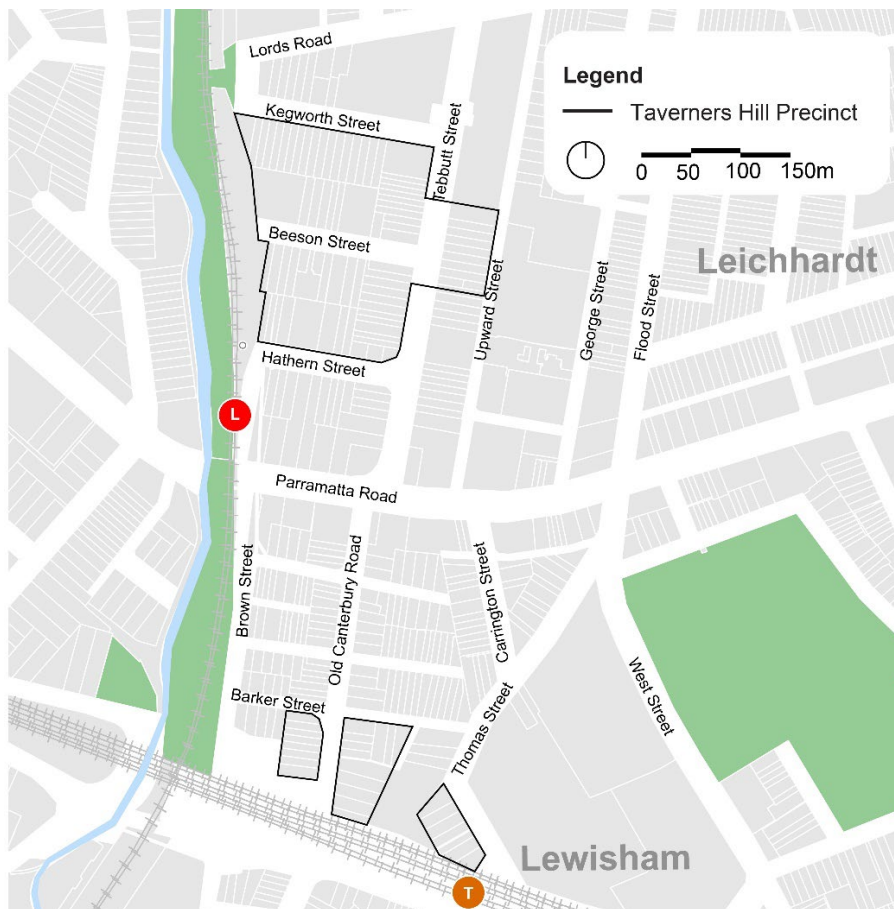 Lords Road
Legend
Taverners Hill Precinct
0 50 100 150m
Kegworth Street
Tebbutt Street
Beeson Street
Leichhardt
Upward Street
George Street
Flood Street
Hathern Street
L
Parramatta Road
Brown Street
Old Canterbury Road
Carrington Street
Barker Street
Thomas Street
West Street
Lewisham
T